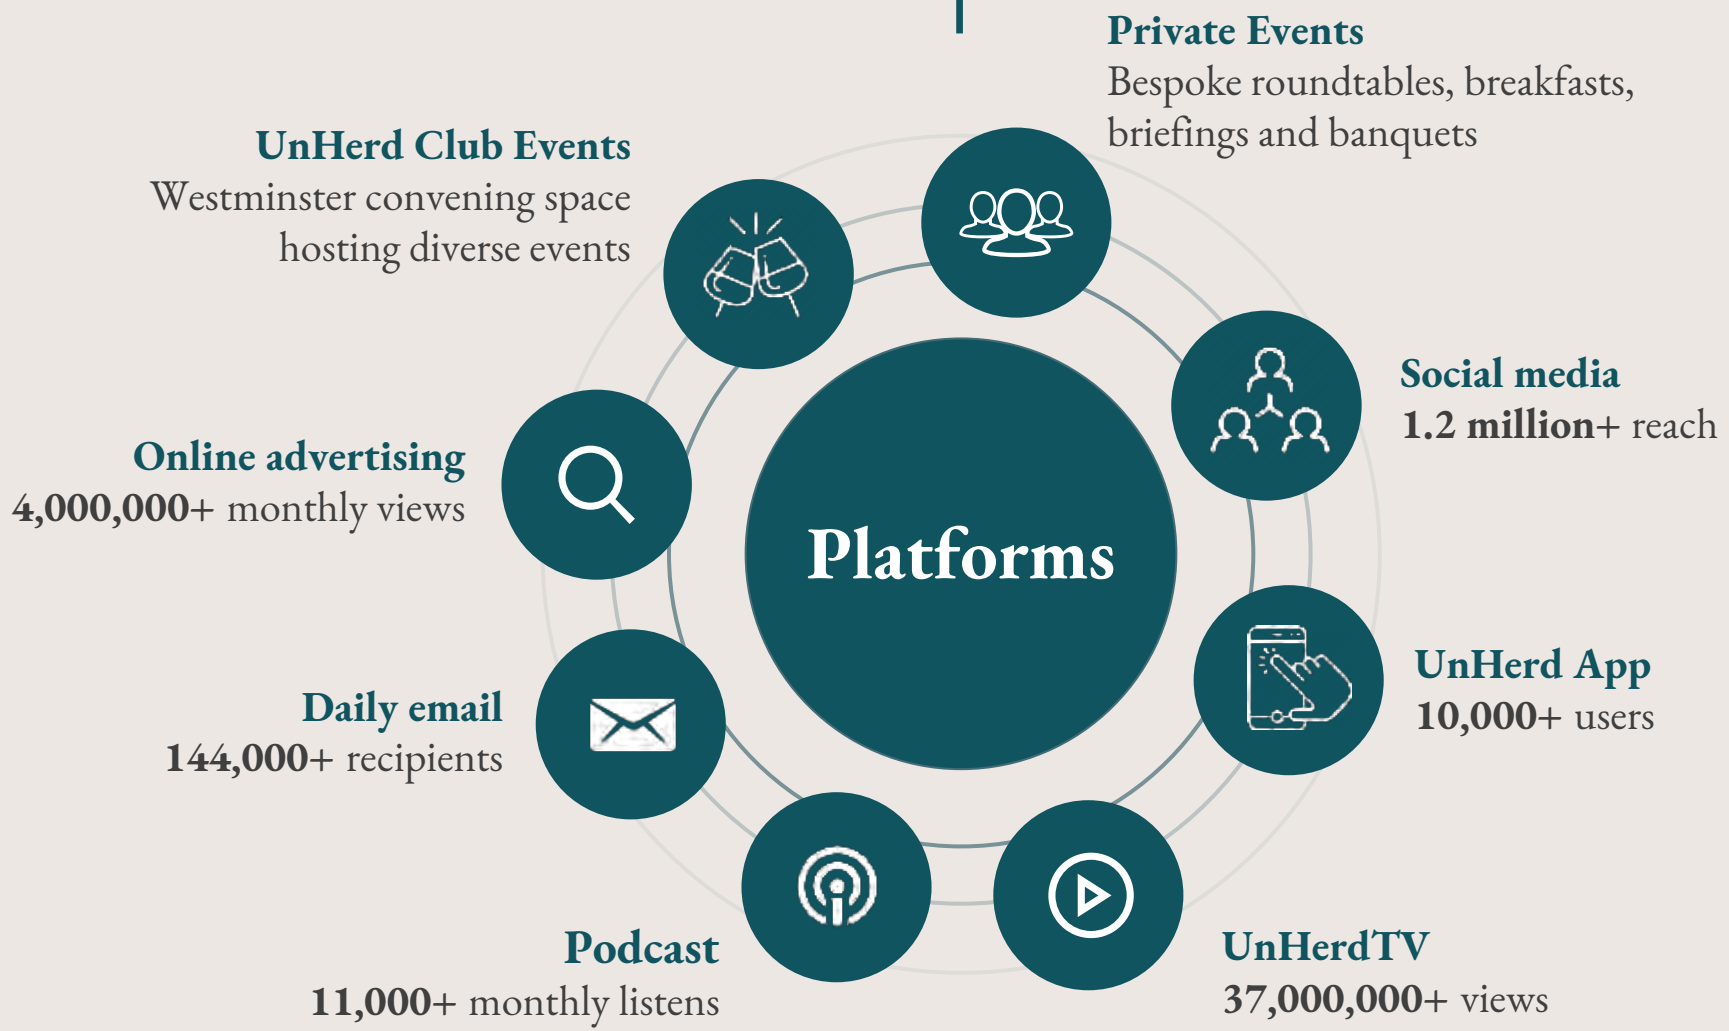 Private Events
Bespoke roundtables, breakfasts,
briefings and banquets
UnHerd Club Events
Westminster convening space
hosting diverse events
Social media
1.2 million+ reach
Online advertising
4,000,000+ monthly views
Platforms
UnHerd App
10,000+ users
Daily email
144,000+ recipients
Podcast
11,000+ monthly listens
UnHerdTV
37,000,000+ views